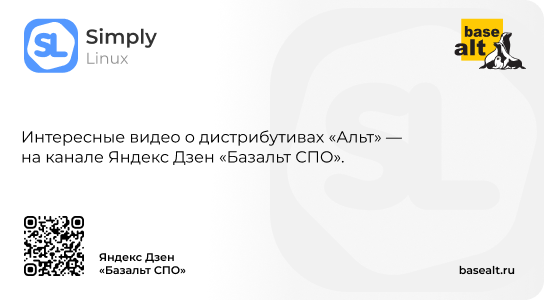 SL
Simply
Linux
base
alt
Интересные видео о дистрибутивах «Альт» —
на канале Яндекс Дзен «Базальт СПО».
SL
Яндекс Дзен
«Базальт СПО»
basealt.ru